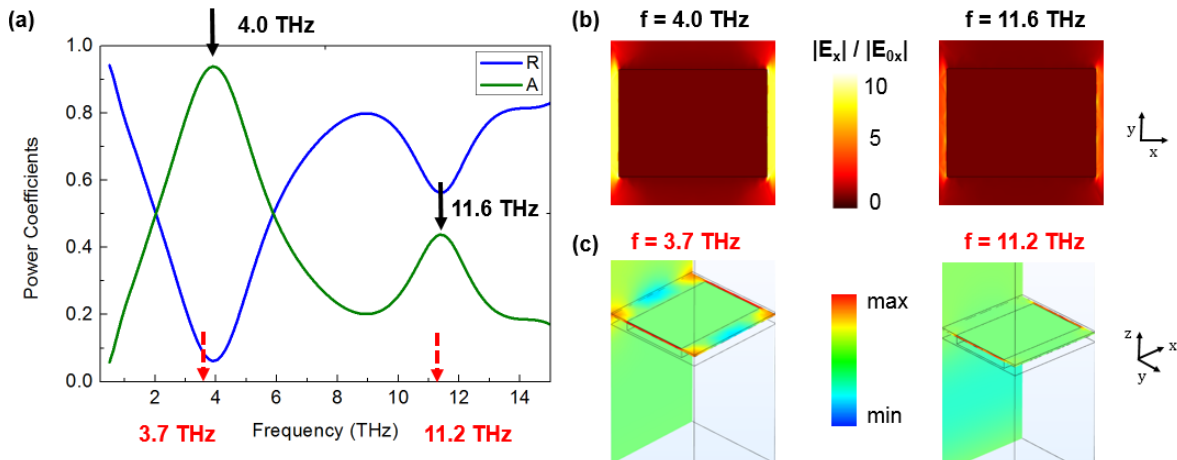 (a)
4.0 THz
1.0
0.8
0.6
0.4
0.2
0.0
Power Coefficients
R
A
11.6 THz
2 4 6 8 10 12 14
3.7 THz
Frequency (THz)
11.2 THz
(b)
f = 4.0 THz
|Ex| / |E0x|
10
5
0
f = 11.6 THz
y
x
(c)
f = 3.7 THz
max
min
f = 11.2 THz
z
x
y